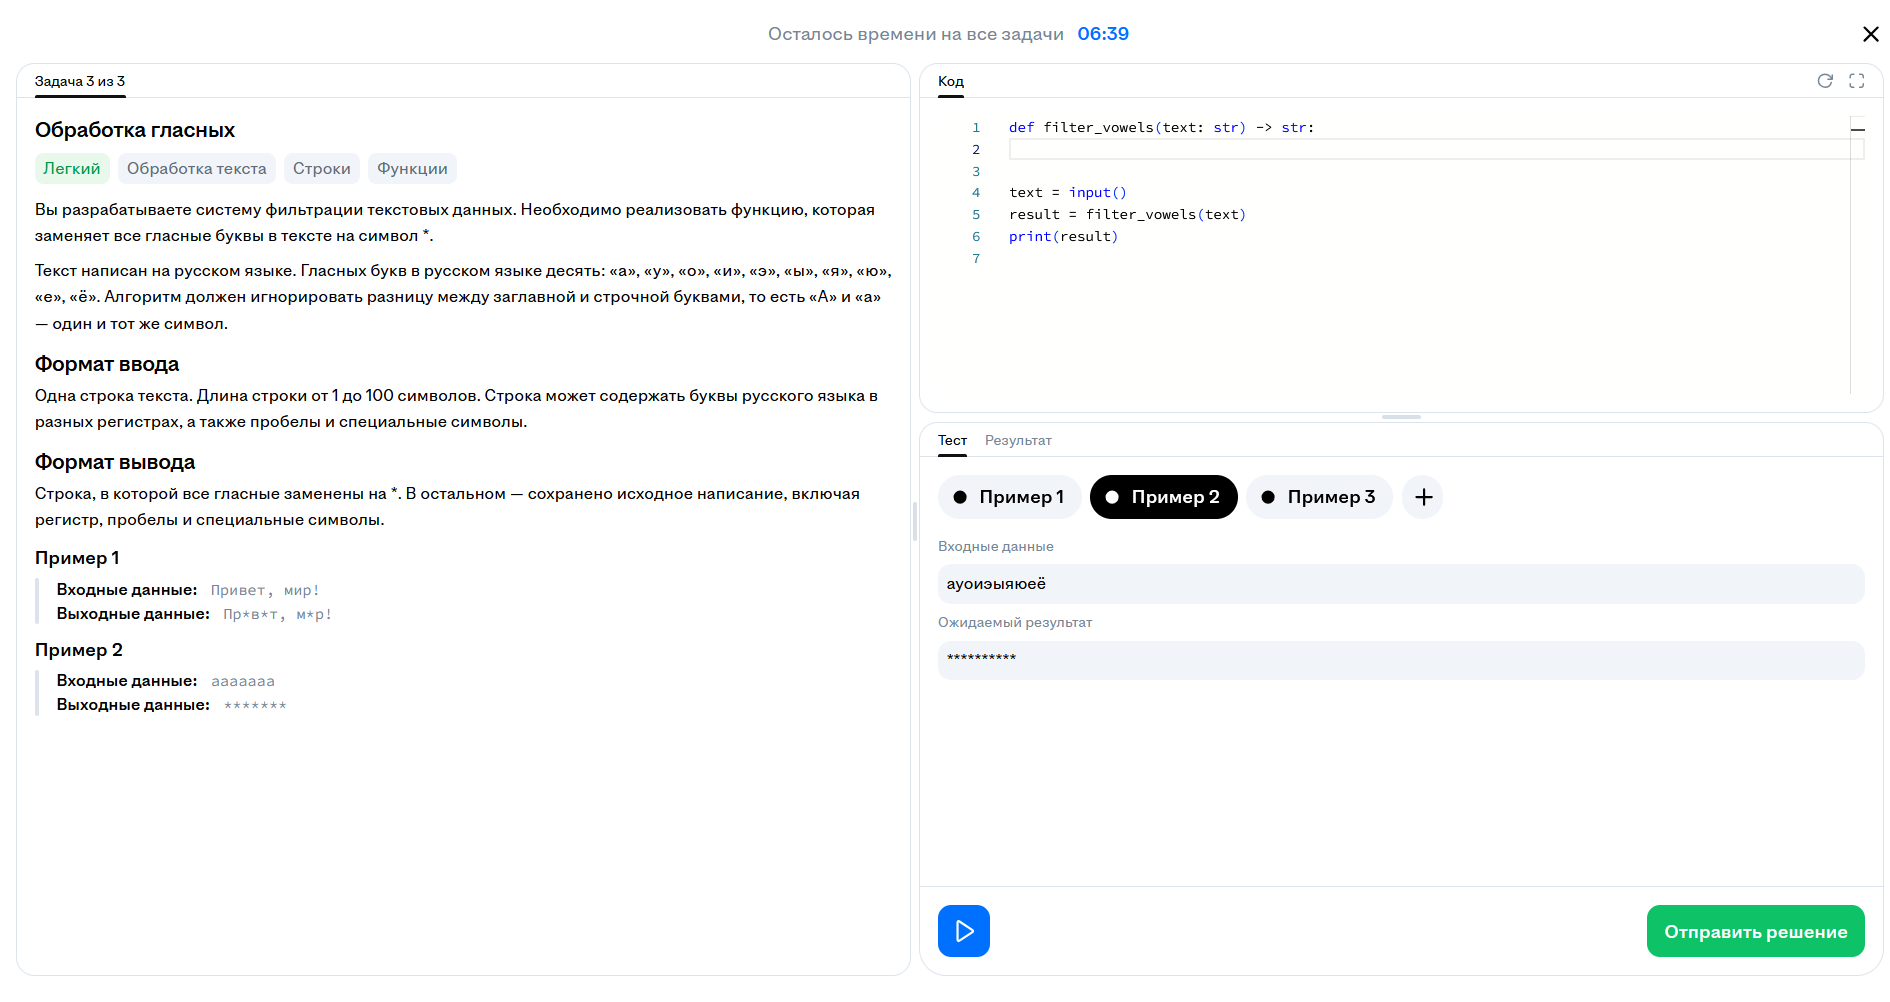 Осталось времени на все задачи 06:39
Задача 3 из 3
Обработка гласных
Легкий Обработка текста Строки Функции
Вы разрабатываете систему фильтрации текстовых данных. Необходимо реализовать функцию, которая
заменяет все гласные буквы в тексте на символ *.
Текст написан на русском языке. Гласных букв в русском языке десять: «а», «у», «о», «и», «э», «ы», «я», «ю»,
«е», «ё». Алгоритм должен игнорировать разницу между заглавной и строчной буквами, то есть «А» и «а»
— один и тот же символ.
Формат ввода
Одна строка текста. Длина строки от 1 до 100 символов. Строка может содержать буквы русского языка в
разных регистрах, а также пробелы и специальные символы.
Формат вывода
Строка, в которой все гласные заменены на *. В остальном — сохранено исходное написание, включая
регистр, пробелы и специальные символы.
Пример 1
Входные данные: Привет, мир!
Выходные данные: Пр*в*т, м*р!
Пример 2
Входные данные: ааааааа
Выходные данные: *******
Код
1 def filter_vowels(text: str) -> str:
2
3
4 text = input()
5 result = filter_vowels(text)
6 print(result)
7
Тест Результат
Пример 1 Пример 2 Пример 3 +
Входные данные
ауоиэыяюеё
Ожидаемый результат
**********
Отправить решение